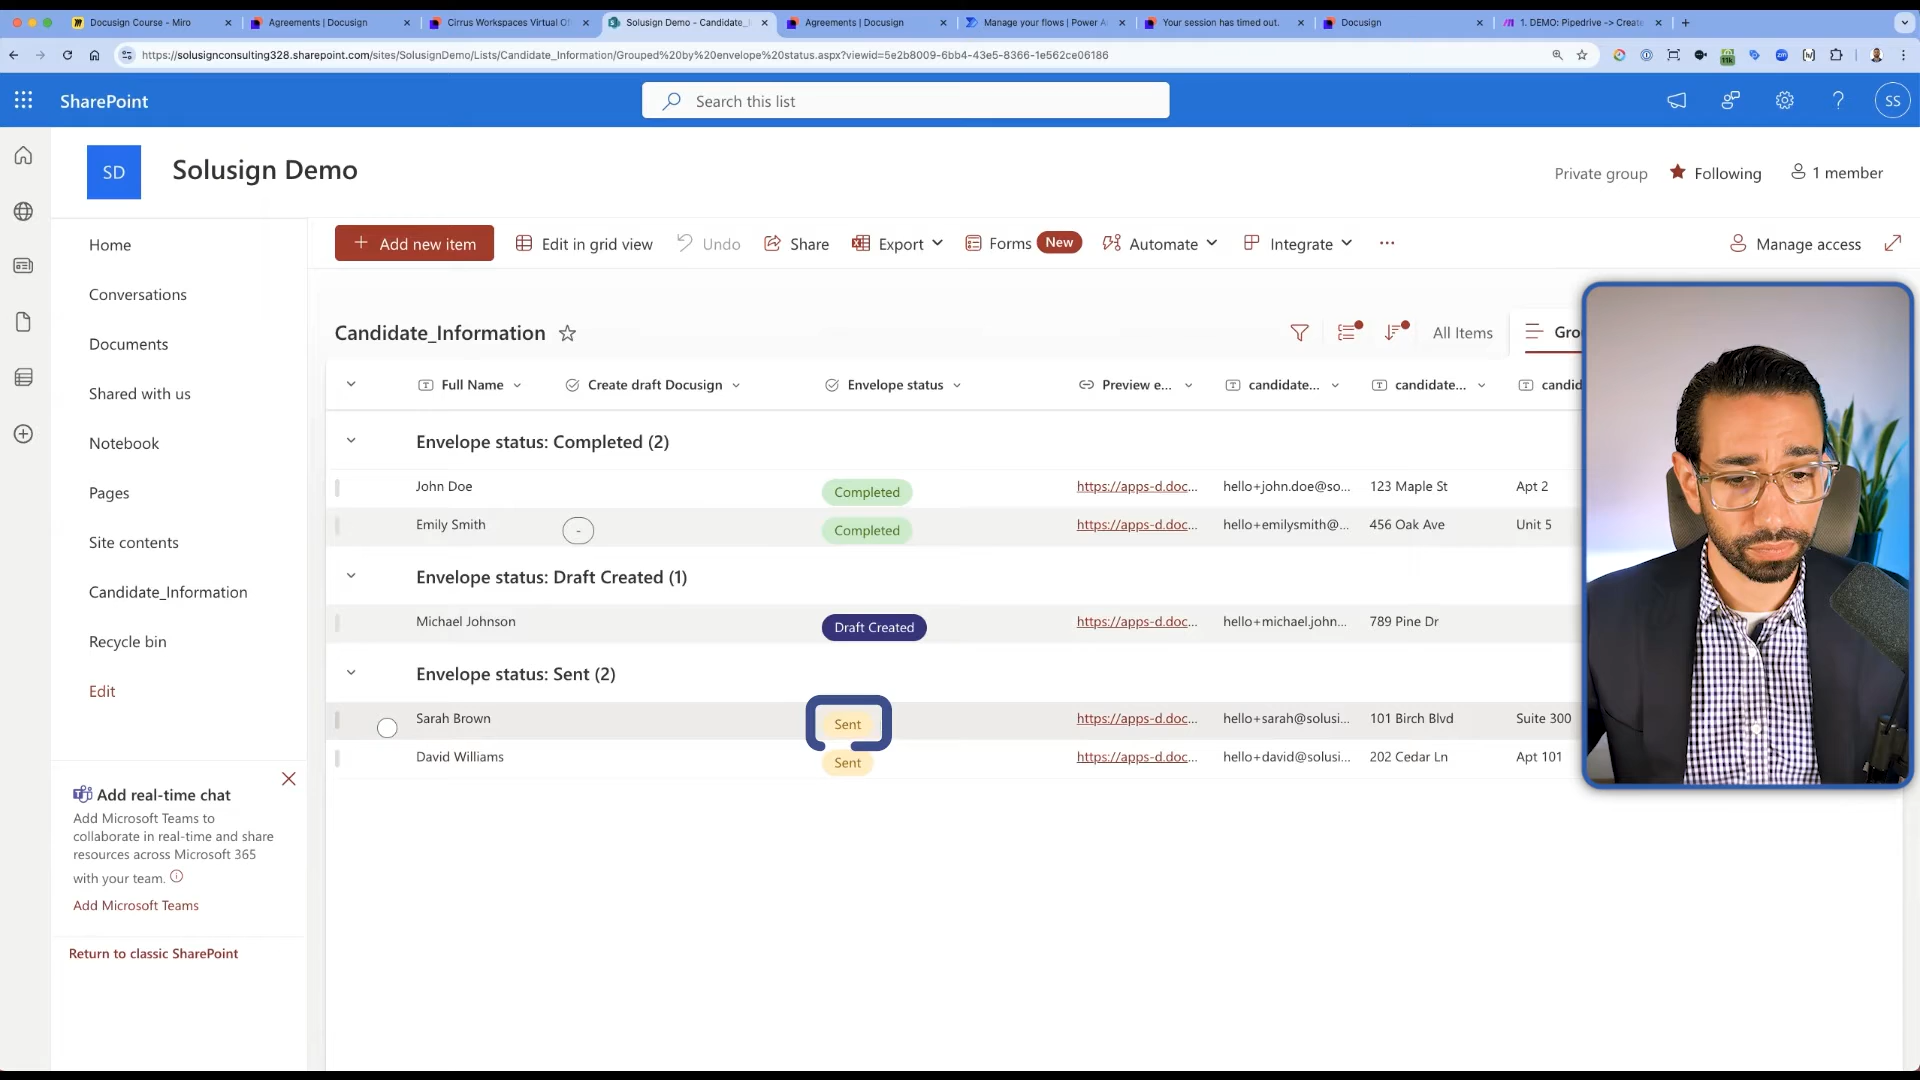 Docusign Course - Miro
Agreements | Docusign
Cirrus Workspaces Virtual Of
Solusign Demo - Candidate_I
Agreements | Docusign
Manage your flows | Power A
Your session has timed out.
Docusign
1. DEMO: Pipedrive -> Create
https://solusignconsulting328.sharepoint.com/sites/SolusignDemo/Lists/Candidate_Information/Grouped%20by%20envelope%20status.aspx?viewid=5e2b8009-6bb4-43e5-8366-1e562ce06186
SharePoint
Search this list
SS
SD
Solusign Demo
Private group
Following
1 member
Home
Conversations
Documents
Shared with us
Notebook
Pages
Site contents
Candidate_Information
Recycle bin
Edit
Add new item
Edit in grid view
Undo
Share
Export
Forms
New
Automate
Integrate
Manage access
Candidate_Information
All Items
Gro
Full Name
Create draft Docusign
Envelope status
Preview e...
candidate...
candidate...
candid
Envelope status: Completed (2)
John Doe
Completed
https://apps-d.doc...
hello+john.doe@so...
123 Maple St
Apt 2
Emily Smith
-
Completed
https://apps-d.doc...
hello+emilysmith@...
456 Oak Ave
Unit 5
Envelope status: Draft Created (1)
Michael Johnson
Draft Created
https://apps-d.doc...
hello+michael.john...
789 Pine Dr
Envelope status: Sent (2)
Sarah Brown
Sent
https://apps-d.doc...
hello+sarah@solusi...
101 Birch Blvd
Suite 300
David Williams
Sent
https://apps-d.doc...
hello+david@solusi...
202 Cedar Ln
Apt 101
Add real-time chat
Add Microsoft Teams to
collaborate in real-time and share
resources across Microsoft 365
with your team.
Add Microsoft Teams
Return to classic SharePoint